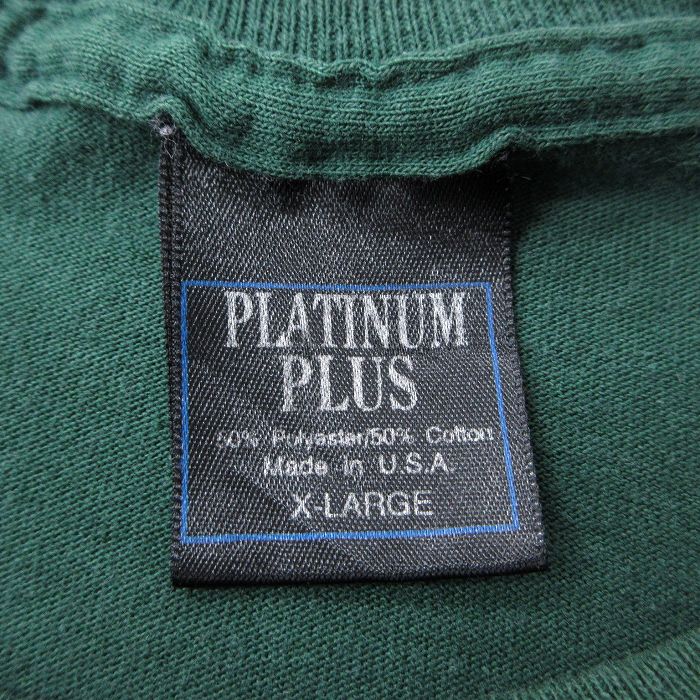 PLATINUM
PLUS
50% Polyester/50% Cotton
Made in U.S.A.
X-LARGE